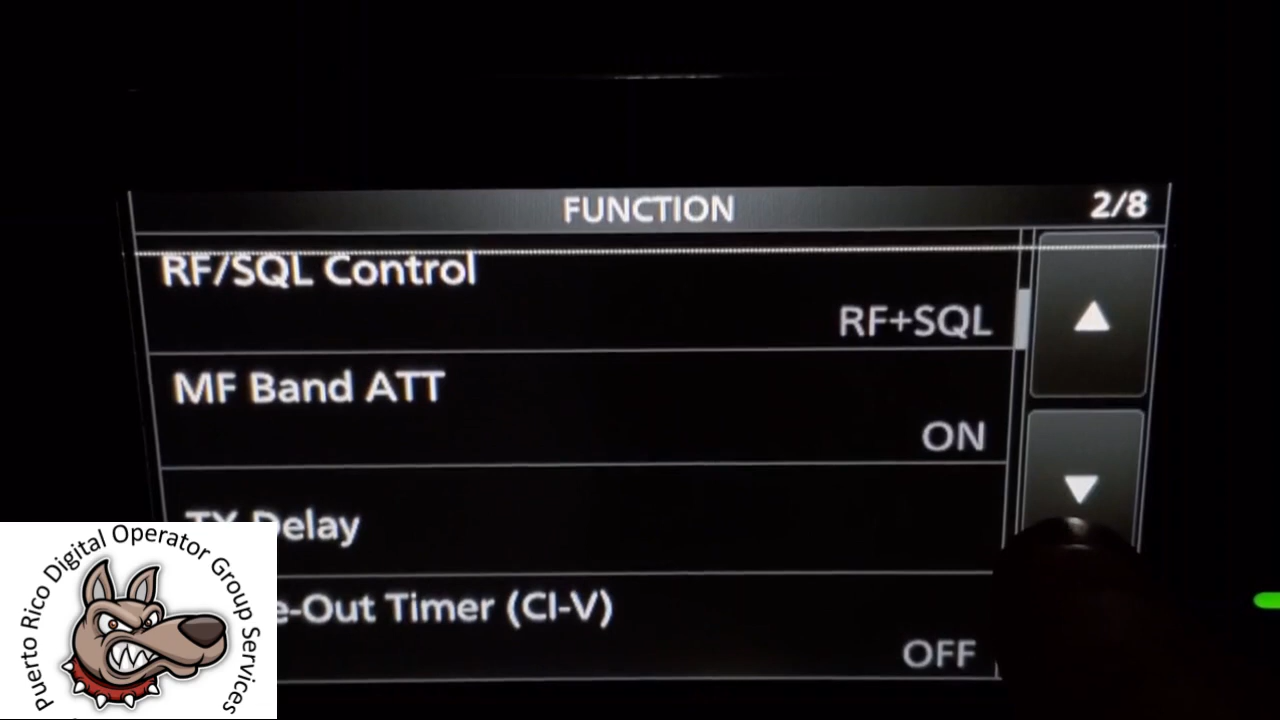 FUNCTION
2/8
RF/SQL Control
RF+SQL
MF Band ATT
ON
TX Delay
e-Out Timer (CI-V)
OFF
Puerto Rico Digital Operator Group Services